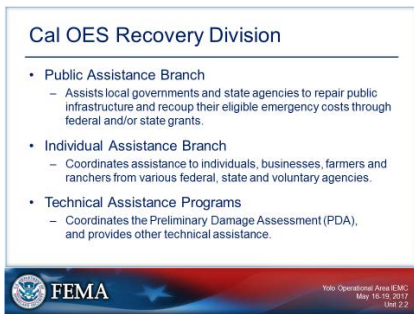 Cal OES Recovery Division
• Public Assistance Branch
– Assists local governments and state agencies to repair public
infrastructure and recoup their eligible emergency costs through
federal and/or state grants.
• Individual Assistance Branch
– Coordinates assistance to individuals, businesses, farmers and
ranchers from various federal, state and voluntary agencies.
• Technical Assistance Programs
– Coordinates the Preliminary Damage Assessment (PDA),
and provides other technical assistance.
FEMA
Yolo Operational Area IEMC
May 16-19, 2017
Unit 2.2